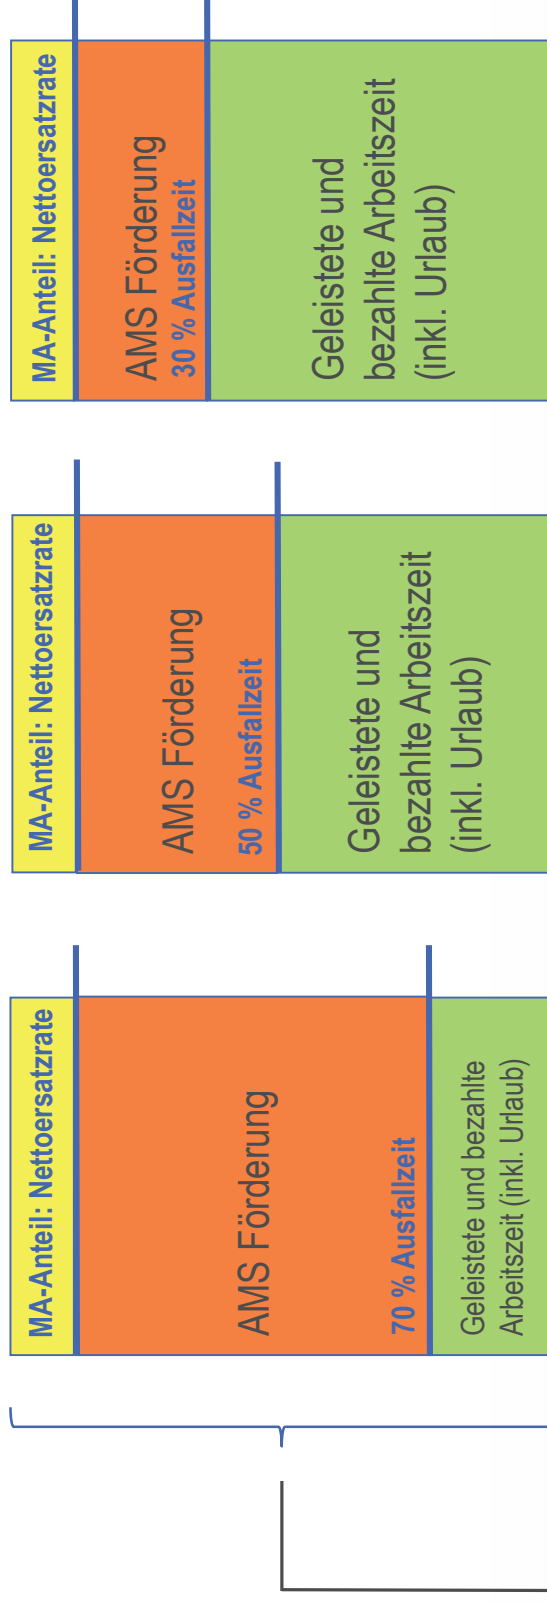 MA-Anteil: Nettoersatzrate
AMS Förderung
70 % Ausfallzeit
Geleistete und bezahlte
Arbeitszeit (inkl. Urlaub)
MA-Anteil: Nettoersatzrate
AMS Förderung
50 % Ausfallzeit
Geleistete und
bezahlte Arbeitszeit
(inkl. Urlaub)
MA-Anteil: Nettoersatzrate
AMS Förderung
30 % Ausfallzeit
Geleistete und
bezahlte Arbeitszeit
(inkl. Urlaub)